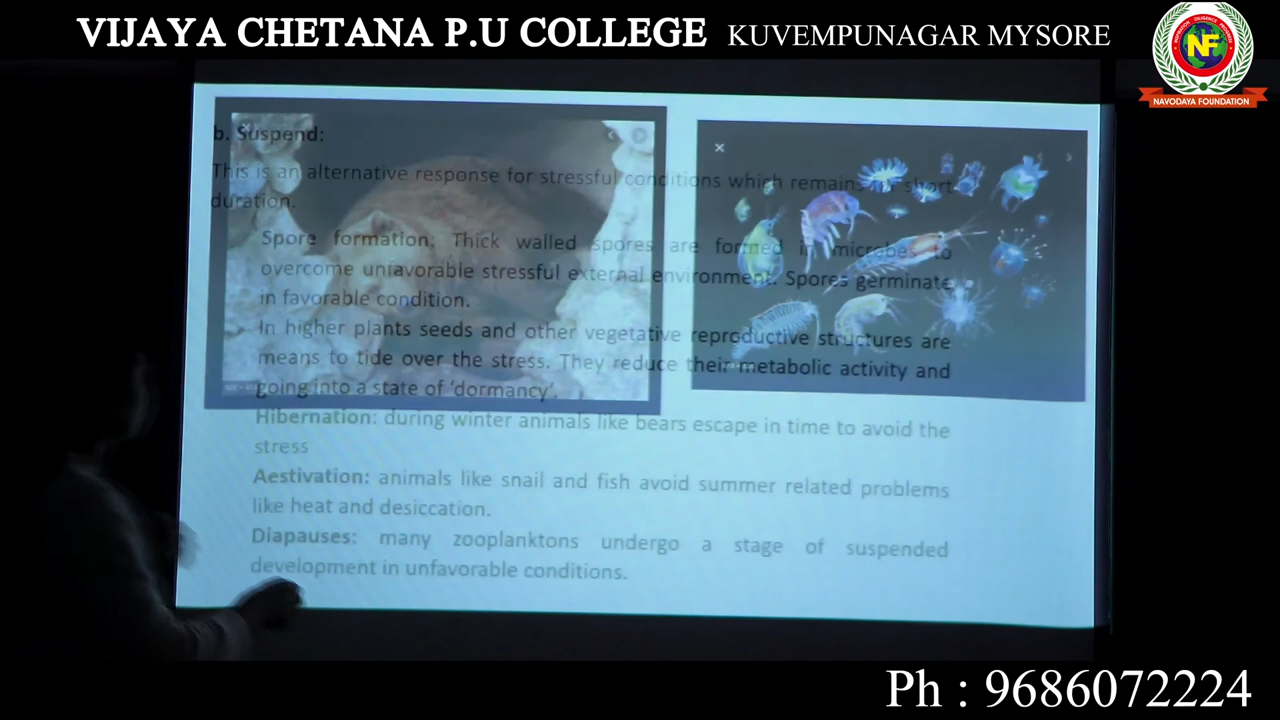 VIJAYA CHETANA P.U COLLEGE KUVEMPUNAGAR MYSORE
NF
NAVODAYA FOUNDATION
b. Suspend:
This is an alternative response for stressful conditions which remains for short
duration.
Spore formation: Thick walled spores are formed in microbes to
overcome unfavorable stressful external environment. Spores germinate
in favorable condition.
In higher plants seeds and other vegetative reproductive structures are
means to tide over the stress. They reduce their metabolic activity and
going into a state of ‘dormancy’.
Hibernation: during winter animals like bears escape in time to avoid the
stress
Aestivation: animals like snail and fish avoid summer related problems
like heat and desiccation.
Diapauses: many zooplanktons undergo a stage of suspended
development in unfavorable conditions.
Ph : 9686072224